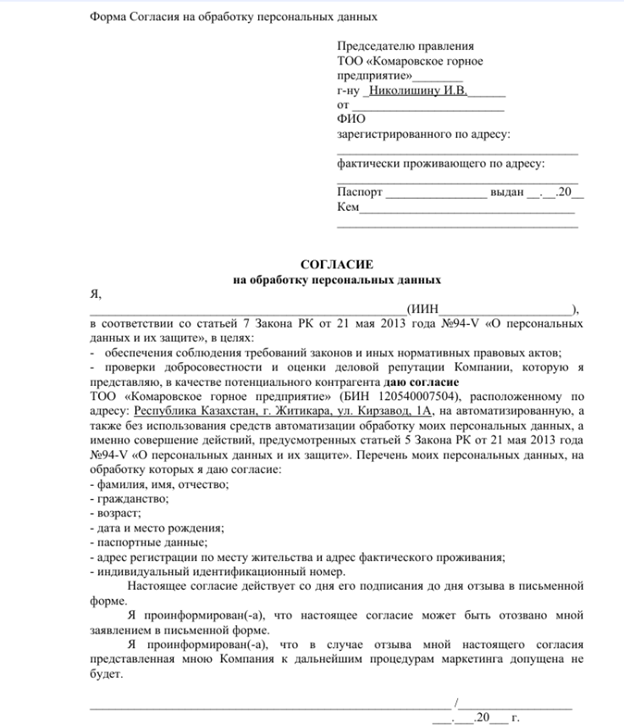 Форма Согласия на обработку персональных данных
Председателю правления
ТОО «Комаровское горное
предприятие»________
г-ну _Николишину И.В.______
от ________________________
ФИО
зарегистрированного по адресу:
______________________________________
фактически проживающего по адресу:
______________________________________
Паспорт ________________ выдан __.__.20__
Кем__________________________________
______________________________________
СОГЛАСИЕ
на обработку персональных данных
Я,
__________________________________________________(ИИН_____________________),
в соответствии со статьей 7 Закона РК от 21 мая 2013 года №94-V «О персональных
данных и их защите», в целях:
- обеспечения соблюдения требований законов и иных нормативных правовых актов;
- проверки добросовестности и оценки деловой репутации Компании, которую я
представляю, в качестве потенциального контрагента даю согласие
ТОО «Комаровское горное предприятие» (БИН 120540007504), расположенному по
адресу: Республика Казахстан, г. Житикара, ул. Кирзавод, 1А, на автоматизированную, а
также без использования средств автоматизации обработку моих персональных данных, а
именно совершение действий, предусмотренных статьей 5 Закона РК от 21 мая 2013 года
№94-V «О персональных данных и их защите». Перечень моих персональных данных, на
обработку которых я даю согласие:
- фамилия, имя, отчество;
- гражданство;
- возраст;
- дата и место рождения;
- паспортные данные;
- адрес регистрации по месту жительства и адрес фактического проживания;
- индивидуальный идентификационный номер.
Настоящее согласие действует со дня его подписания до дня отзыва в письменной
форме.
Я проинформирован(-а), что настоящее согласие может быть отозвано мной
заявлением в письменной форме.
Я проинформирован(-а), что в случае отзыва мной настоящего согласия
представленная мною Компания к дальнейшим процедурам маркетинга допущена не
будет.
_________________________________________________________ /__________________
___.___.20___ г.